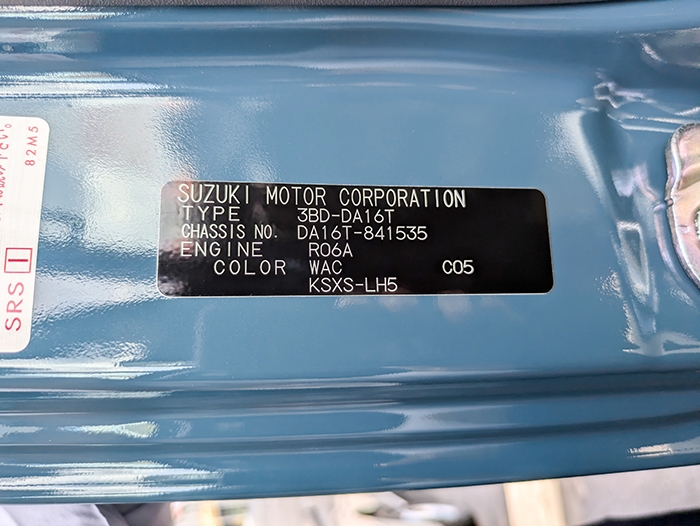 SUZUKI MOTOR CORPORATION
TYPE 3BD-DA16T
CHASSIS NO. DA16T-841535
ENGINE R06A
COLOR WAC C05
KSXS-LH5
82M5
SRS 1